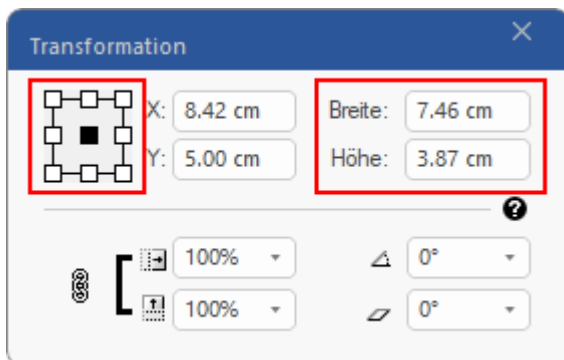 Transformation
X: 8.42 cm Breite: 7.46 cm
Y: 5.00 cm Höhe: 3.87 cm
?
100% 0°
100% 0°